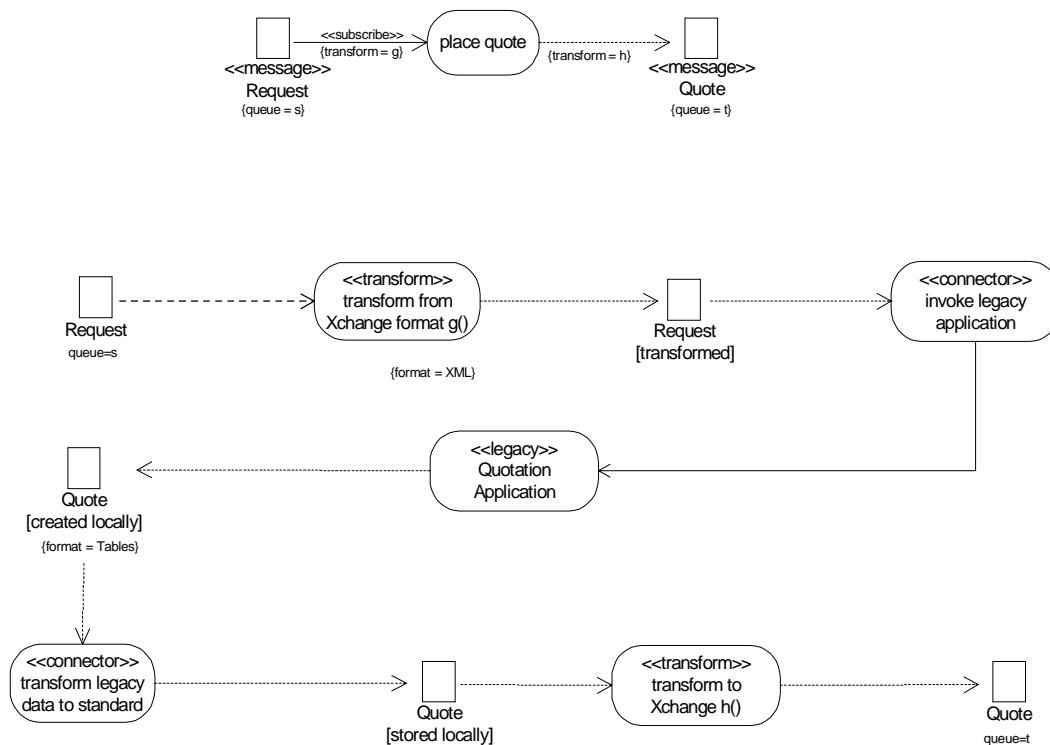 <<subscribe>>
{transform = g}
place quote
{transform = h}
<<message>>
Request
{queue = s}
<<message>>
Quote
{queue = t}
Request
queue=s
<<transform>>
transform from
Xchange format g()
{format = XML}
Request
[transformed]
<<connector>>
invoke legacy
application
<<legacy>>
Quotation
Application
Quote
[created locally]
{format = Tables}
<<connector>>
transform legacy
data to standard
Quote
[stored locally]
<<transform>>
transform to
Xchange h()
Quote
queue=t